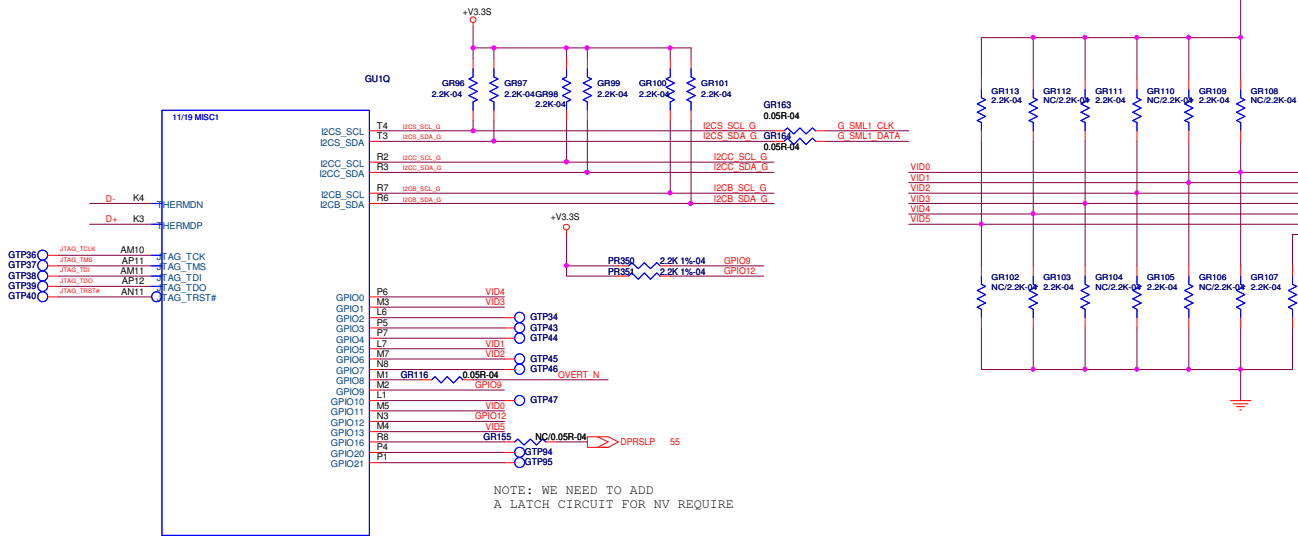 +V3.3S
GU1Q
GR96
2.2K-04
GR97
2.2K-04
GR98
2.2K-04
GR99
2.2K-04
GR100
2.2K-04
GR101
2.2K-04
GR113
2.2K-04
GR112
NC/2.2K-04
GR111
2.2K-04
GR110
NC/2.2K-04
GR109
2.2K-04
GR108
NC/2.2K-04
11/19 MISC1
GR163
0.05R-04
I2CS_SCL T4 I2CS_SCL_G I2CS_SCL_G G_SML1_CLK
I2CS_SDA T3 I2CS_SDA_G I2CS_SDA_G GR164 G_SML1_DATA
0.05R-04
I2CC_SCL R2 I2CC_SCL_G I2CC_SCL_G
I2CC_SDA R3 I2CC_SDA_G I2CC_SDA_G
I2CB_SCL R7 I2CB_SCL_G I2CB_SCL_G
I2CB_SDA R6 I2CB_SDA_G I2CB_SDA_G
VID0
VID1
VID2
VID3
VID4
VID5
D- K4 THERMDN
D+ K3 THERMDP
+V3.3S
GTP36 JTAG_TCLK AM10 JTAG_TCK
GTP37 JTAG_TMS AP11 JTAG_TMS
GTP38 JTAG_TDI AM11 JTAG_TDI
GTP39 JTAG_TDO AP12 JTAG_TDO
GTP40 JTAG_TRST# AN11 JTAG_TRST#
PR350 2.2K 1%-04 GPIO9
PR351 2.2K 1%-04 GPIO12
GR102
NC/2.2K-04
GR103
2.2K-04
GR104
NC/2.2K-04
GR105
2.2K-04
GR106
NC/2.2K-04
GR107
2.2K-04
GPIO0 P6 VID4
GPIO1 M3 VID3
GPIO2 L6 GTP34
GPIO3 P5 GTP43
GPIO4 P7 GTP44
GPIO5 L7 VID1
GPIO6 M7 VID2 GTP45
GPIO7 N8 GTP46
GPIO8 M1 GR116 0.05R-04 OVERT_N
GPIO9 M2 GPIO9
GPIO10 L1 GTP47
GPIO11 M5 VID0
GPIO12 N3 GPIO12
GPIO13 M4 VID5
GPIO16 R8 GR155 NC/0.05R-04 DPRSLP 55
GPIO20 P4 GTP94
GPIO21 P1 GTP95
NOTE: WE NEED TO ADD
A LATCH CIRCUIT FOR NV REQUIRE